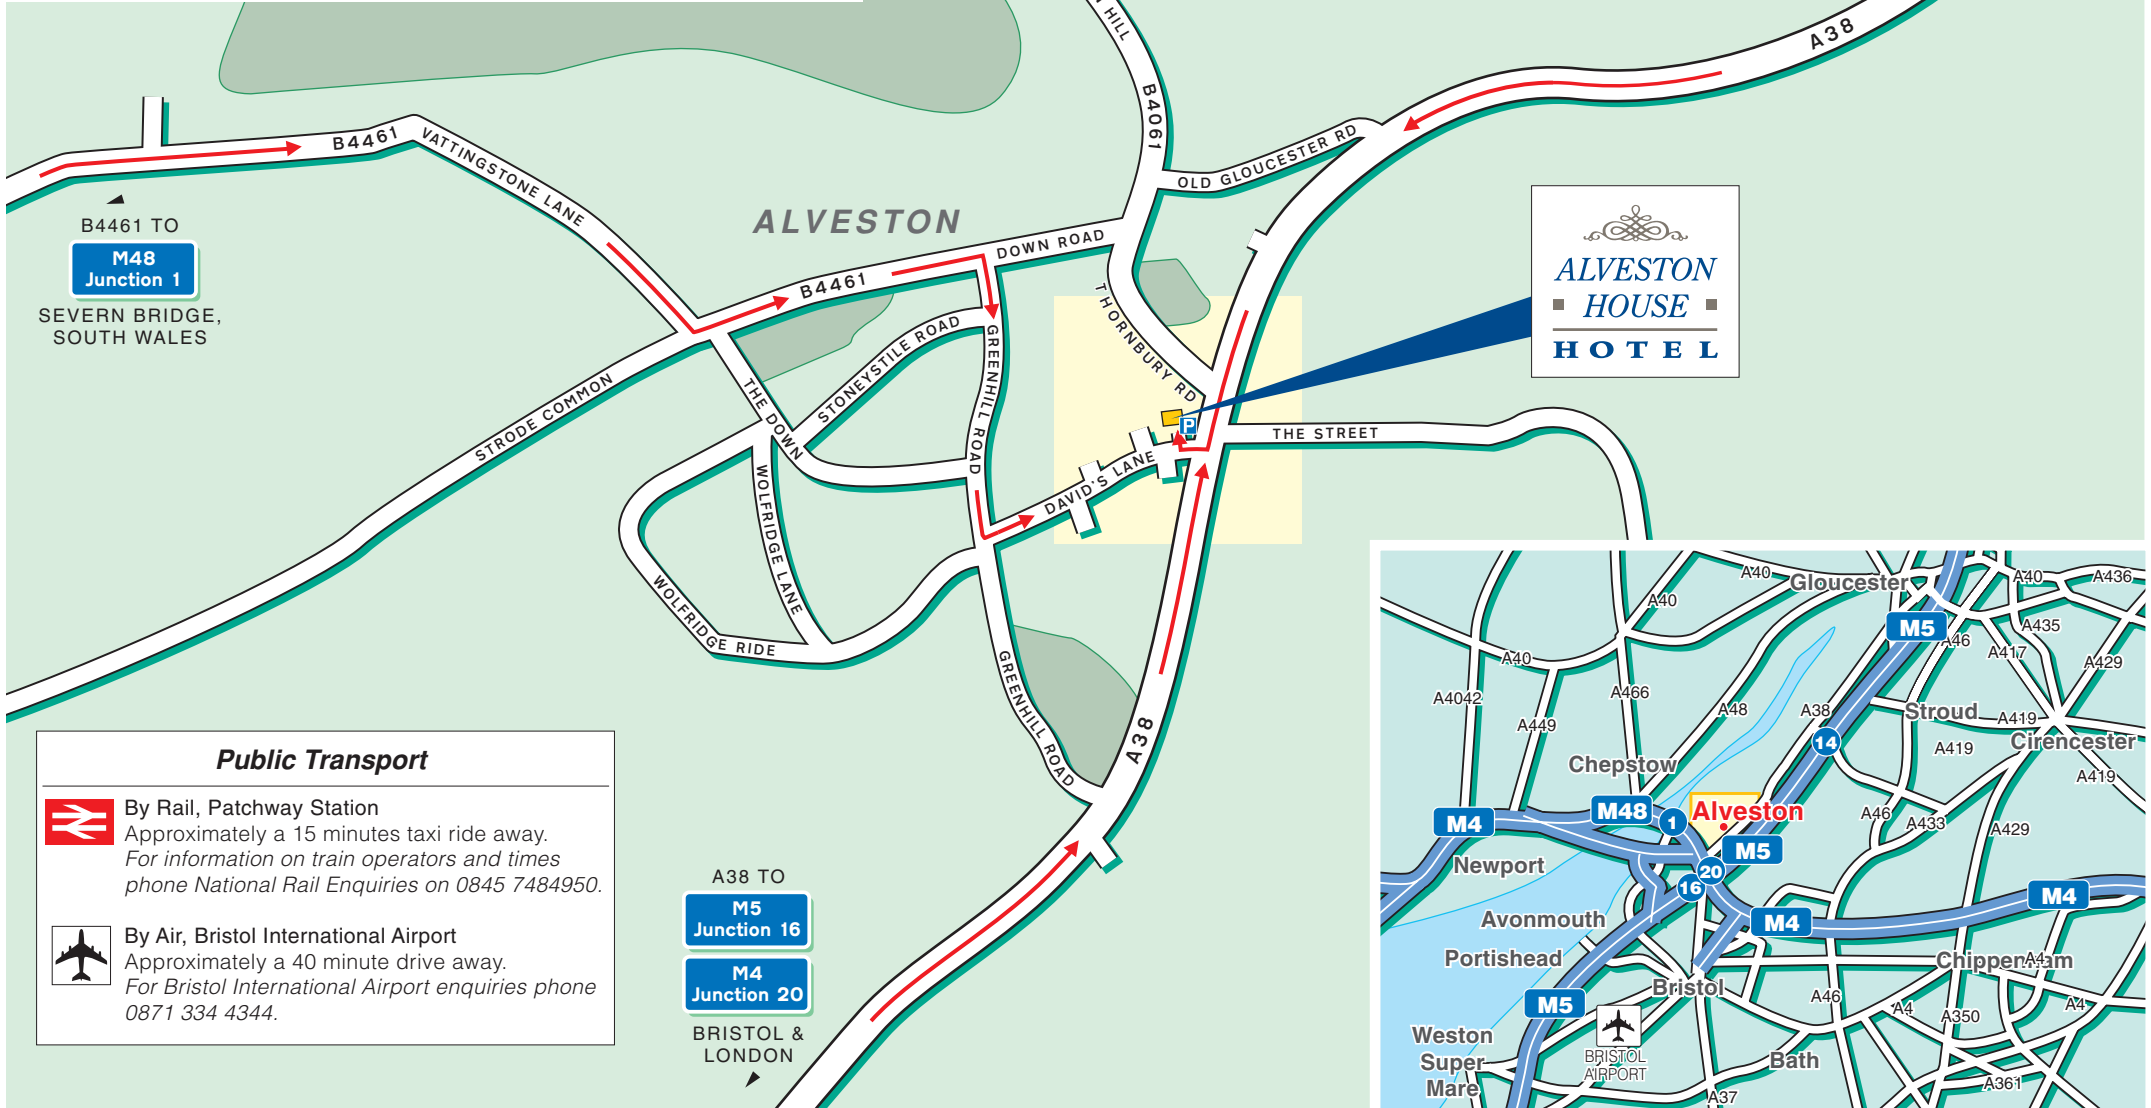 HILL
B4061
A38
OLD GLOUCESTER RD
B4461
VATTINGSTONE LANE
B4461 TO
M48
Junction 1
SEVERN BRIDGE,
SOUTH WALES
ALVESTON
DOWN ROAD
B4461
THORNBURY RD
ALVESTON
HOUSE
HOTEL
STONEYSTILE ROAD
GREENHILL ROAD
STRODE COMMON
THE DOWN
P
THE STREET
DAVID'S LANE
WOLFRIDGE LANE
WOLFRIDGE RIDE
GREENHILL ROAD
A38
Public Transport
By Rail, Patchway Station
Approximately a 15 minutes taxi ride away.
For information on train operators and times
phone National Rail Enquiries on 0845 7484950.
By Air, Bristol International Airport
Approximately a 40 minute drive away.
For Bristol International Airport enquiries phone
0871 334 4344.
A38 TO
M5
Junction 16
M4
Junction 20
BRISTOL &
LONDON
A40
Gloucester
A40
A436
A40
M5
A46
A435
A417
A429
A40
A4042
A466
A449
A48
A38
Stroud
A419
14
A419
Cirencester
A419
Chepstow
M48
1
Alveston
M4
M5
A46
A433
A429
Newport
20
16
M4
M4
Avonmouth
Portishead
Chippenham
A4
Bristol
M5
A46
A4
A350
A4
Weston
Super
Mare
BRISTOL
AIRPORT
Bath
A361
A37